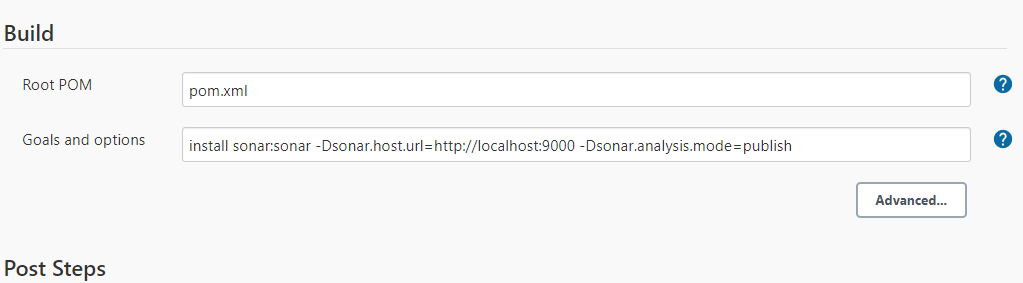 Build
Root POM
pom.xml
?
Goals and options
install sonar:sonar -Dsonar.host.url=http://localhost:9000 -Dsonar.analysis.mode=publish
?
Advanced...
Post Steps